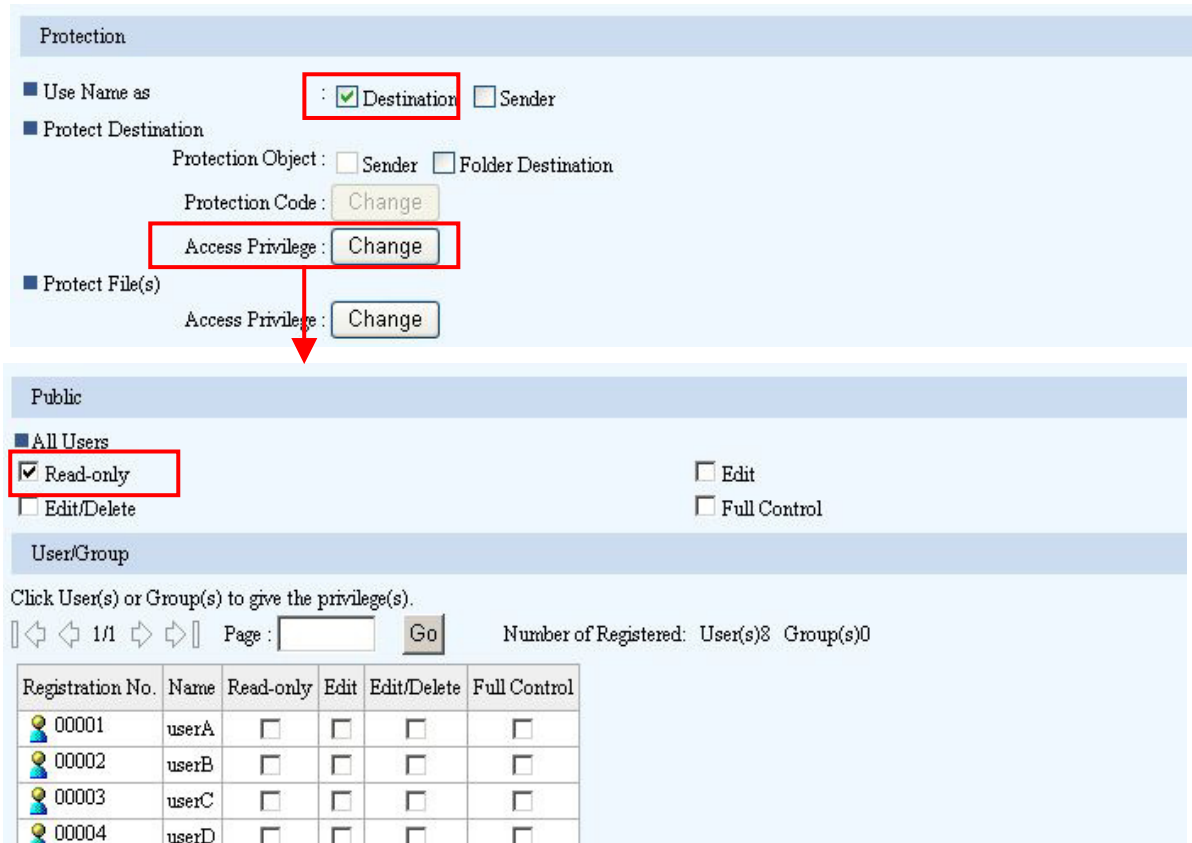 Protection
Use Name as : Destination Sender
Protect Destination
Protection Object : Sender Folder Destination
Protection Code : Change
Access Privilege : Change
Protect File(s)
Access Privilege : Change
Public
All Users
Read-only Edit
Edit/Delete Full Control
User/Group
Click User(s) or Group(s) to give the privilege(s).
1/1 Page : Go Number of Registered: User(s)8 Group(s)0
Registration No. Name Read-only Edit Edit/Delete Full Control
00001 userA
00002 userB
00003 userC
00004 userD